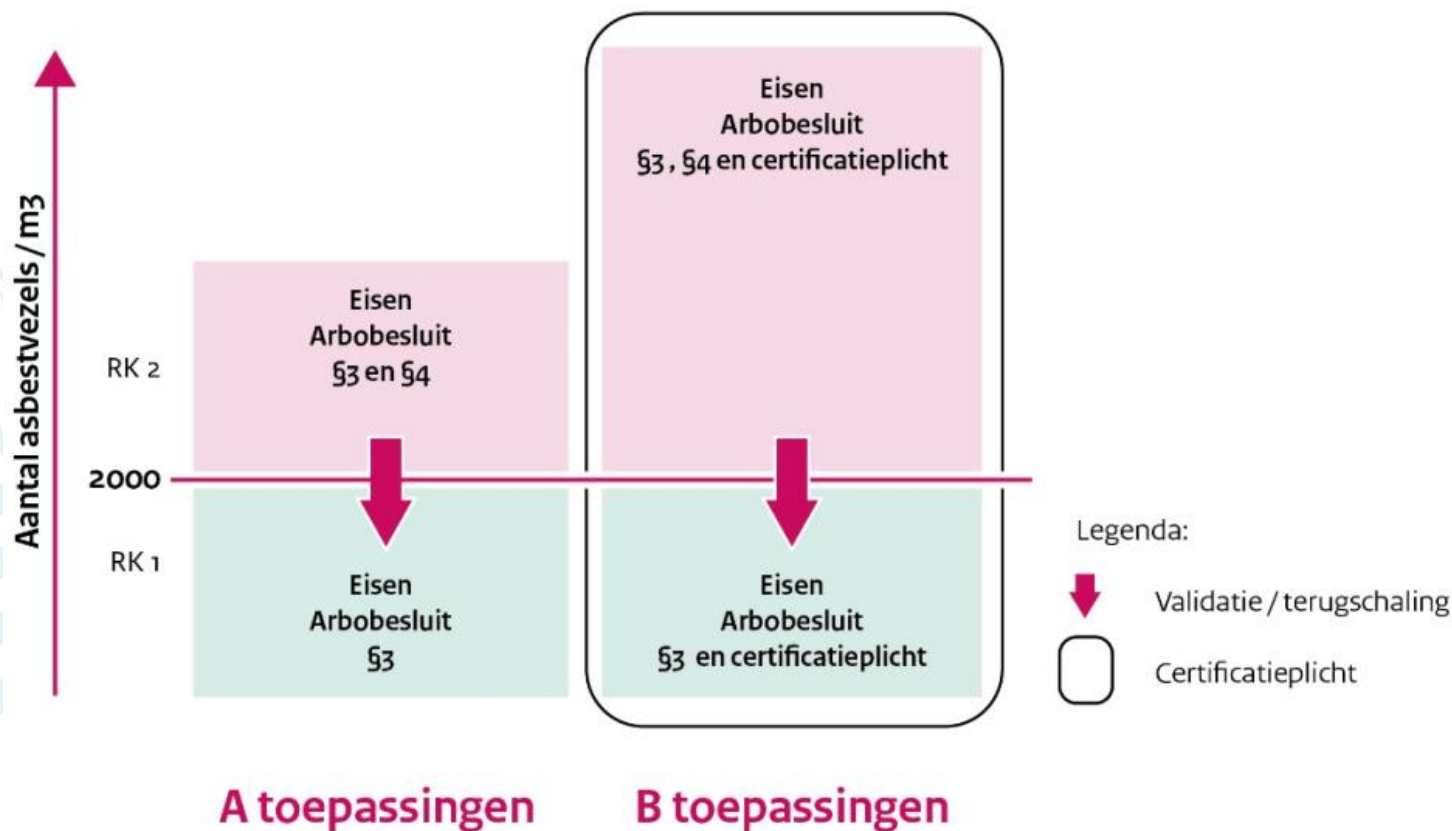 Aantal asbestvezels / m3
RK 2
2000
RK 1
Eisen
Arbobesluit
§3 en §4
Eisen
Arbobesluit
§3
Eisen
Arbobesluit
§3 , §4 en certificatieplicht
Eisen
Arbobesluit
§3 en certificatieplicht
Legenda:
Validatie / terugschaling
Certificatieplicht
A toepassingen
B toepassingen